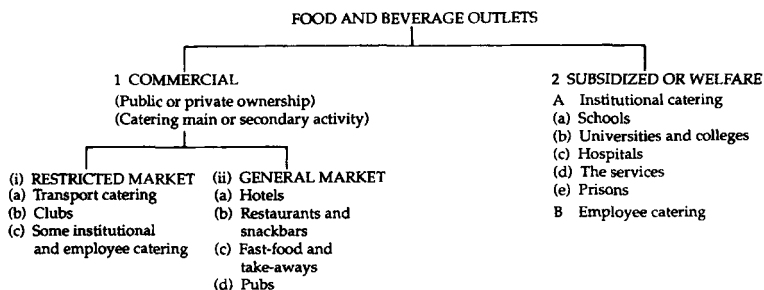 FOOD AND BEVERAGE OUTLETS
1 COMMERCIAL
(Public or private ownership)
(Catering main or secondary activity)
(i) RESTRICTED MARKET
(a) Transport catering
(b) Clubs
(c) Some institutional
and employee catering
(ii) GENERAL MARKET
(a) Hotels
(b) Restaurants and
snackbars
(c) Fast-food and
take-aways
(d) Pubs
2 SUBSIDIZED OR WELFARE
A Institutional catering
(a) Schools
(b) Universities and colleges
(c) Hospitals
(d) The services
(e) Prisons
B Employee catering